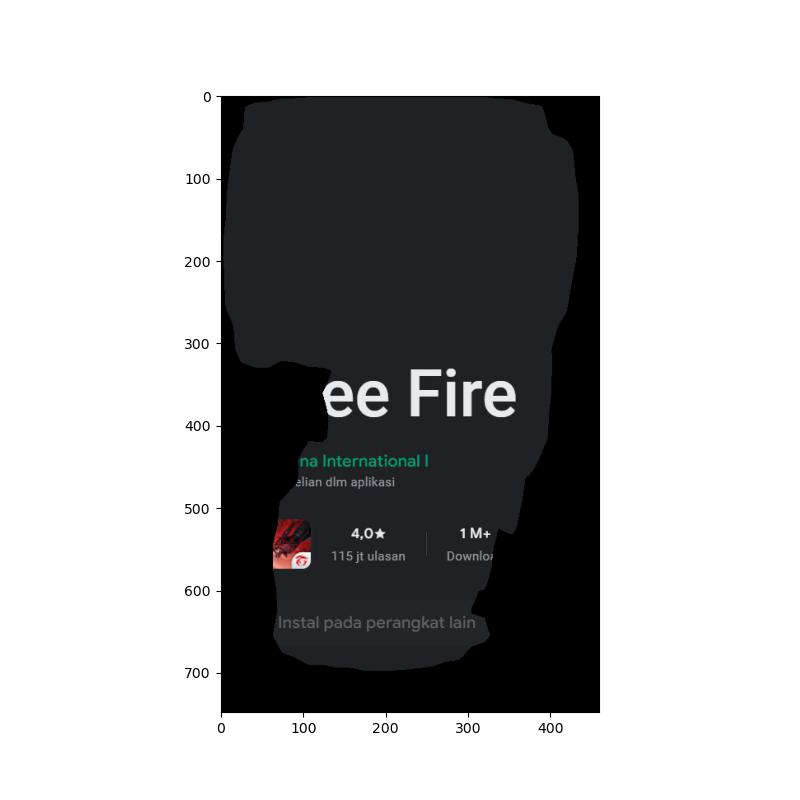 0
100
200
300
400
500
600
700
ee Fire
na International I
elian dlm aplikasi
4,0★
1 M+
115 jt ulasan
Downloa
Instal pada perangkat lain
0
100
200
300
400